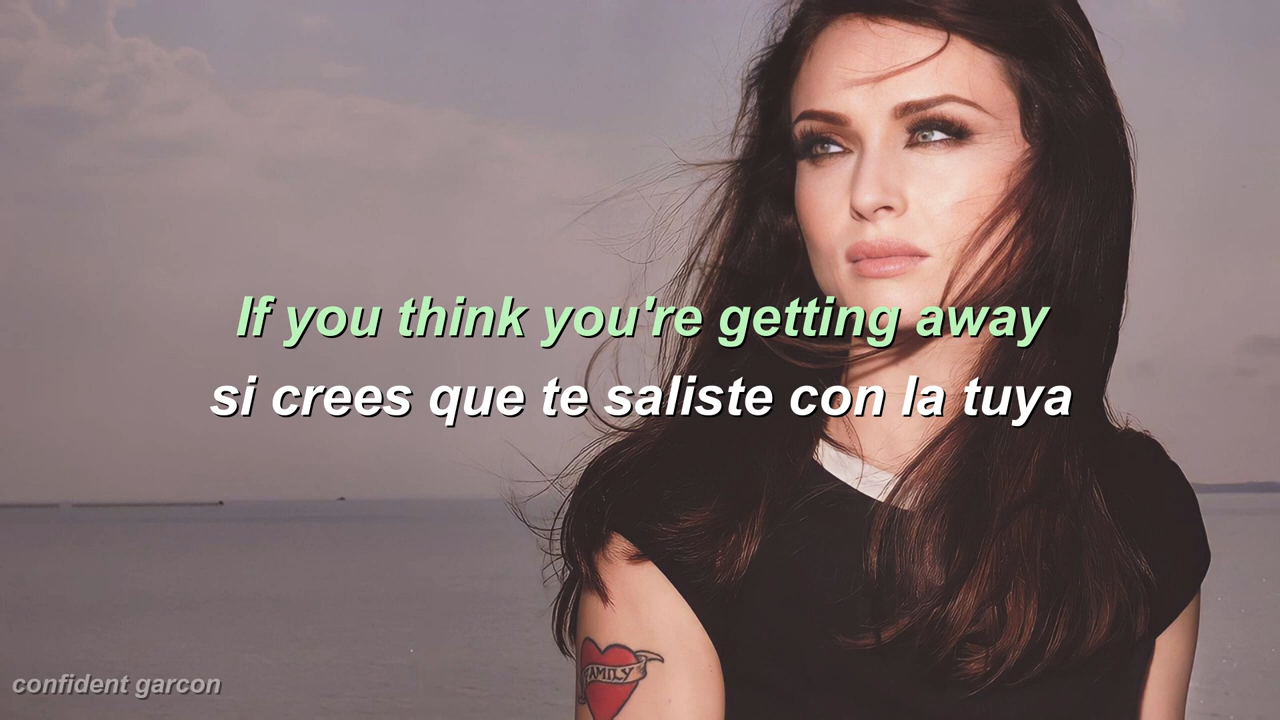 If you think you're getting away
si crees que te saliste con la tuya
FAMILY
confident garcon